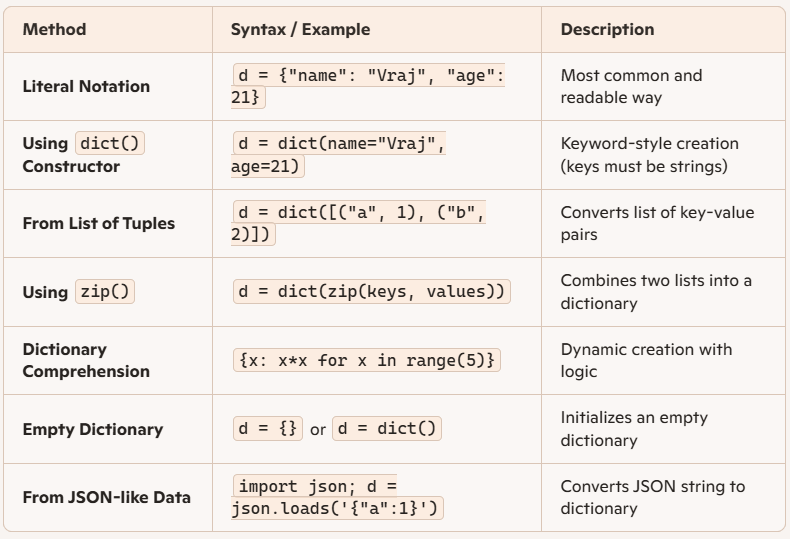 Method Syntax / Example Description
Literal Notation
d = {"name": "Vraj", "age":
21}
Most common and
readable way
Using dict()
Constructor
d = dict(name="Vraj",
age=21)
Keyword-style creation
(keys must be strings)
From List of Tuples
d = dict([("a", 1), ("b",
2)])
Converts list of key-value
pairs
Using zip()
d = dict(zip(keys, values))
Combines two lists into a
dictionary
Dictionary
Comprehension
{x: x*x for x in range(5)}
Dynamic creation with
logic
Empty Dictionary
d = {} or d = dict()
Initializes an empty
dictionary
From JSON-like Data
import json; d =
json.loads('{"a":1}')
Converts JSON string to
dictionary